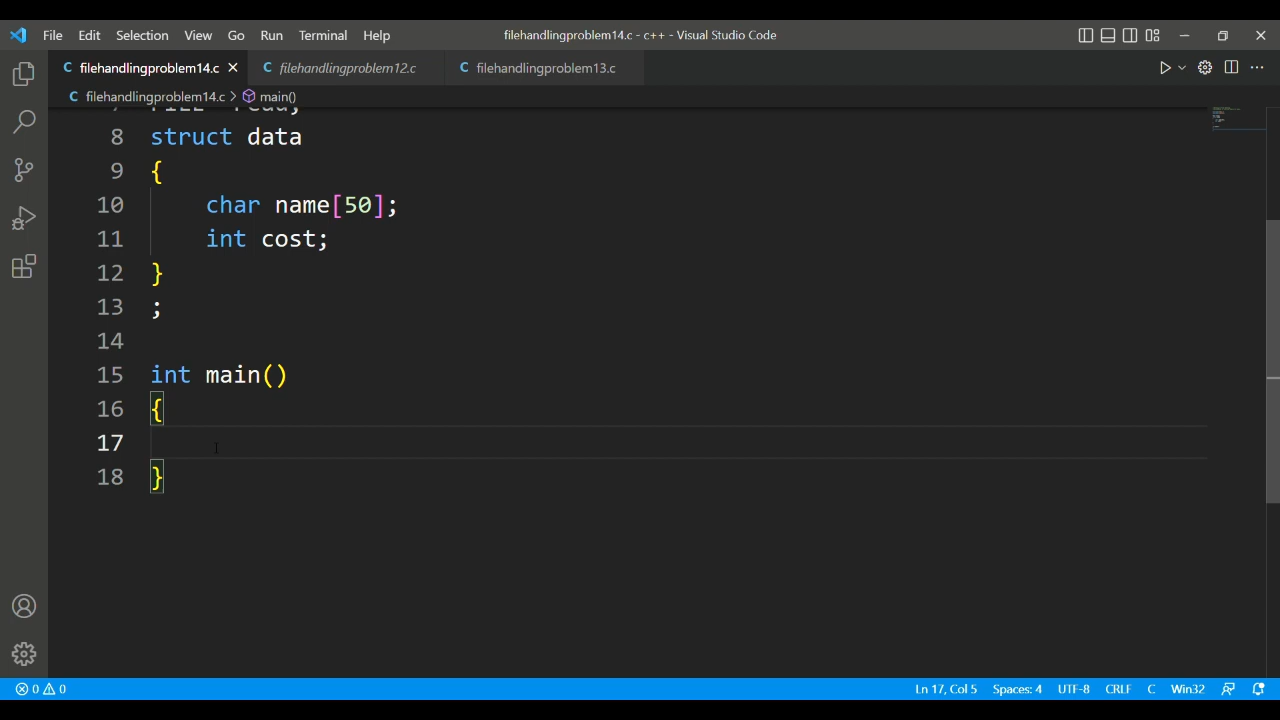 File Edit Selection View Go Run Terminal Help filehandlingproblem14.c - c++ - Visual Studio Code
C filehandlingproblem14.c × C filehandlingproblem12.c C filehandlingproblem13.c
C filehandlingproblem14.c > main()
8 struct data
9 {
10 char name[50];
11 int cost;
12 }
13 ;
14
15 int main()
16 {
17
18 }
0 0 Ln 17, Col 5 Spaces: 4 UTF-8 CRLF C Win32